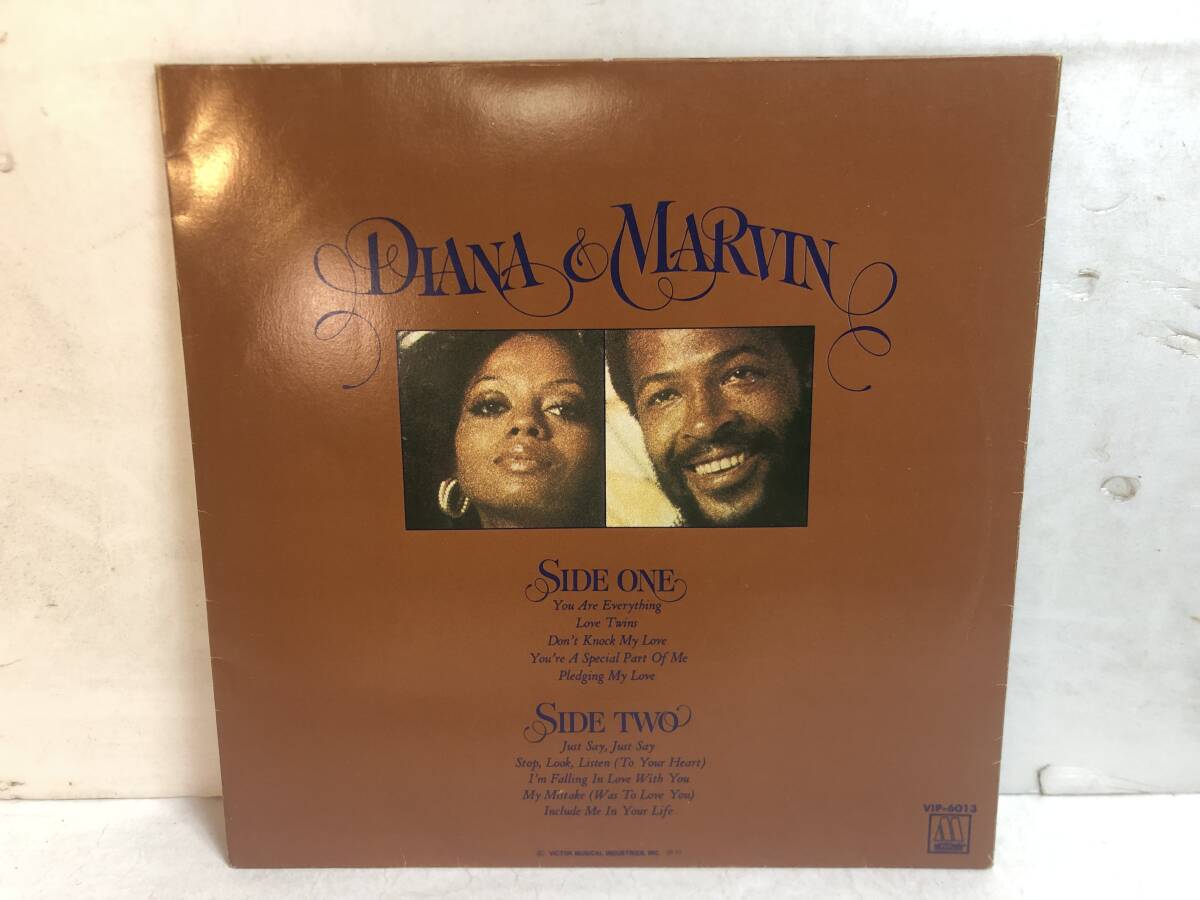 DIANA & MARVIN
SIDE ONE
You Are Everything
Love Twins
Don't Knock My Love
You're A Special Part Of Me
Pledging My Love
SIDE TWO
Just Say, Just Say
Stop, Look, Listen (To Your Heart)
I'm Falling In Love With You
My Mistake (Was To Love You)
Include Me In Your Life
VIP-6013
VICTOR MUSICAL INDUSTRIES, INC.